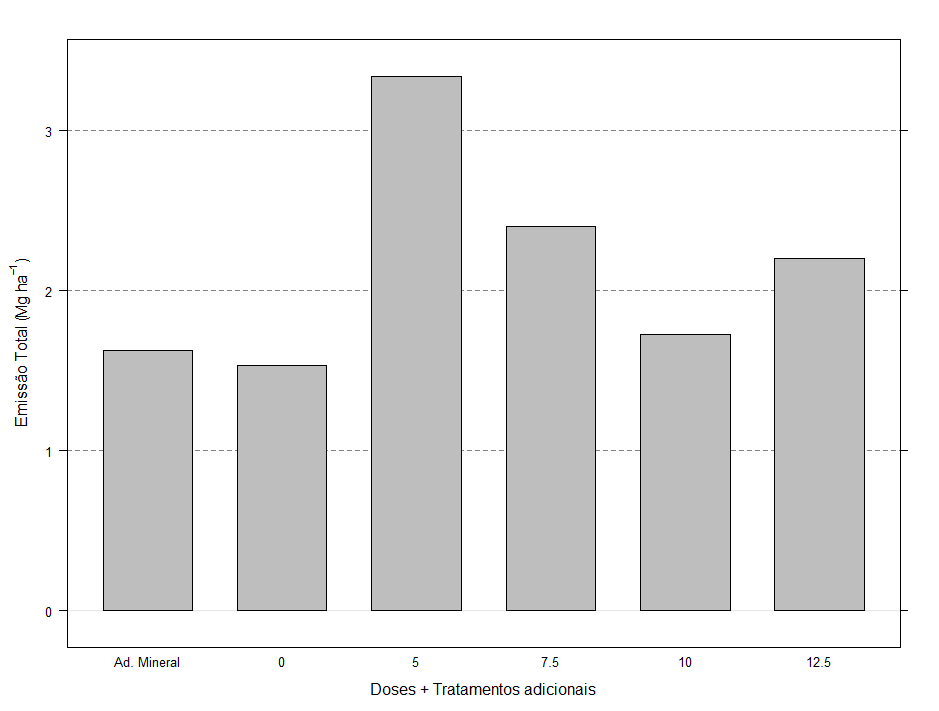 Emissão Total (Mg ha⁻¹)
3
2
1
0
Ad. Mineral 0 5 7.5 10 12.5
Doses + Tratamentos adicionais